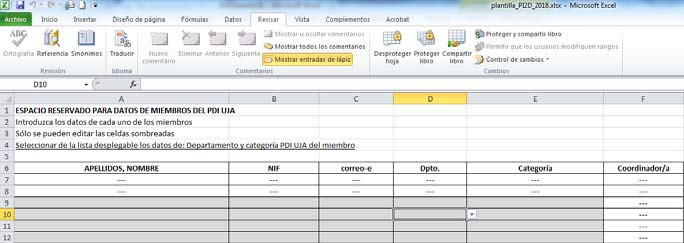 plantilla_PI2D_2018.xlsx - Microsoft Excel
Archivo Inicio Insertar Diseño de página Fórmulas Datos Revisar Vista Complementos Acrobat
ABC
Ortografía Referencia Sinónimos
Revisión
Traducir
Idioma
Nuevo comentario
Eliminar Anterior Siguiente
Mostrar u ocultar comentarios
Mostrar todos los comentarios
Mostrar entradas de lápiz
Comentarios
Desproteger hoja
Proteger libro
Compartir libro
Proteger y compartir libro
Permitir que los usuarios modifiquen rangos
Control de cambios
Cambios
D10 fx
A B C D E F
1 ESPACIO RESERVADO PARA DATOS DE MIEMBROS DEL PDI UJA
2 Introduzca los datos de cada uno de los miembros
3 Sólo se pueden editar las celdas sombreadas
4 Seleccionar de la lista desplegable los datos de: Departamento y categoría PDI UJA del miembro
5
6 APELLIDOS, NOMBRE NIF correo-e Dpto. Categoría Coordinador/a
7 --- --- --- --- --- ---
8 --- --- --- --- --- ---
9 ---
10 ---
11 ---
12 ---